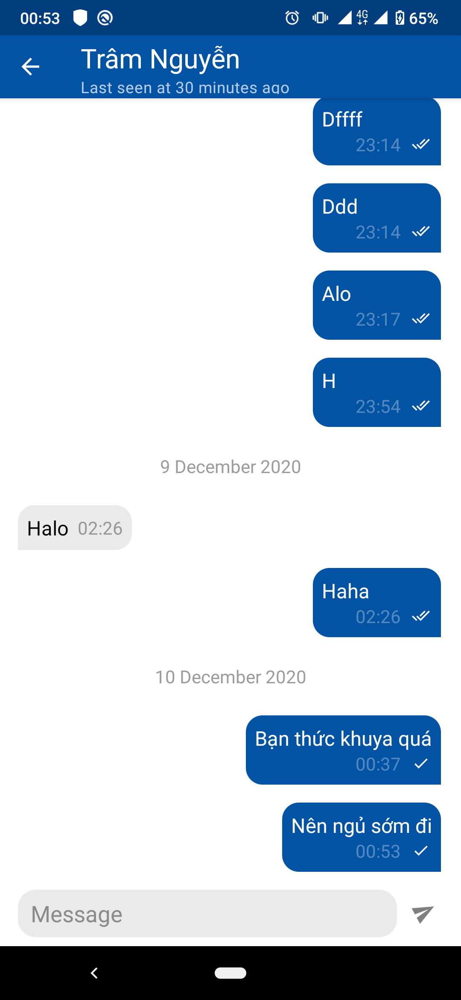 00:53
4G
65%
Trâm Nguyễn
Last seen at 30 minutes ago
Dffff
23:14
Ddd
23:14
Alo
23:17
H
23:54
9 December 2020
Halo 02:26
Haha
02:26
10 December 2020
Bạn thức khuya quá
00:37
Nên ngủ sớm đi
00:53
Message